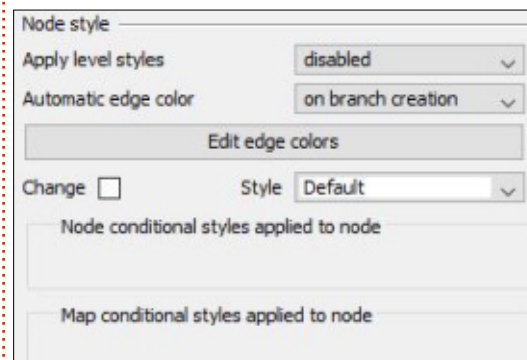 Node style
Apply level styles disabled
Automatic edge color on branch creation
Edit edge colors
Change Style Default
Node conditional styles applied to node
Map conditional styles applied to node